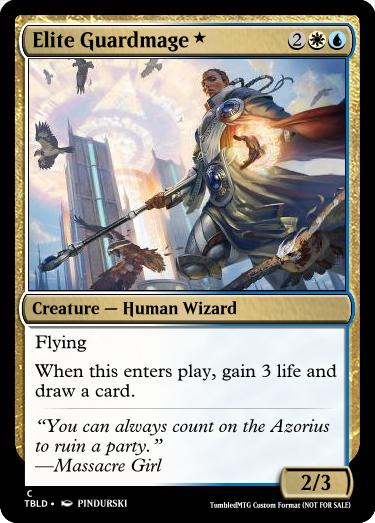 Elite Guardmage ★ 2
Creature — Human Wizard
Flying
When this enters play, gain 3 life and
draw a card.
“You can always count on the Azorius
to ruin a party.”
—Massacre Girl
2/3
C
TBLD • PINDURSKI
TumbledMTG Custom Format (NOT FOR SALE)